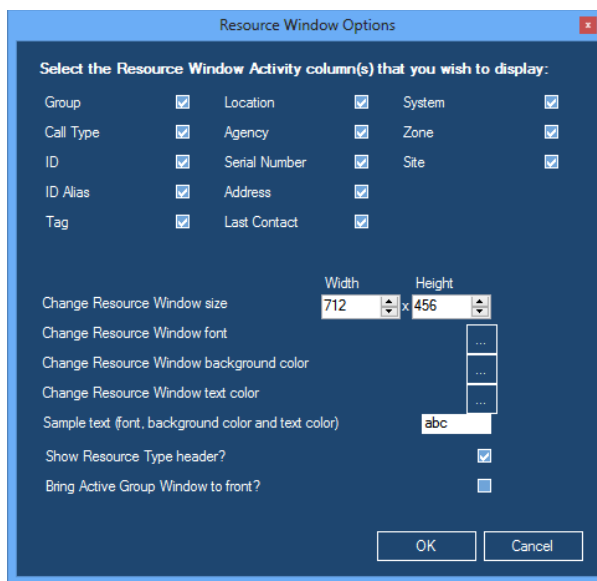 Resource Window Options
x
Select the Resource Window Activity column(s) that you wish to display:
Group Location System
Call Type Agency Zone
ID Serial Number Site
ID Alias Address
Tag Last Contact
Width Height
Change Resource Window size 712 x 456
Change Resource Window font ...
Change Resource Window background color ...
Change Resource Window text color ...
Sample text (font, background color and text color) abc
Show Resource Type header?
Bring Active Group Window to front?
OK Cancel